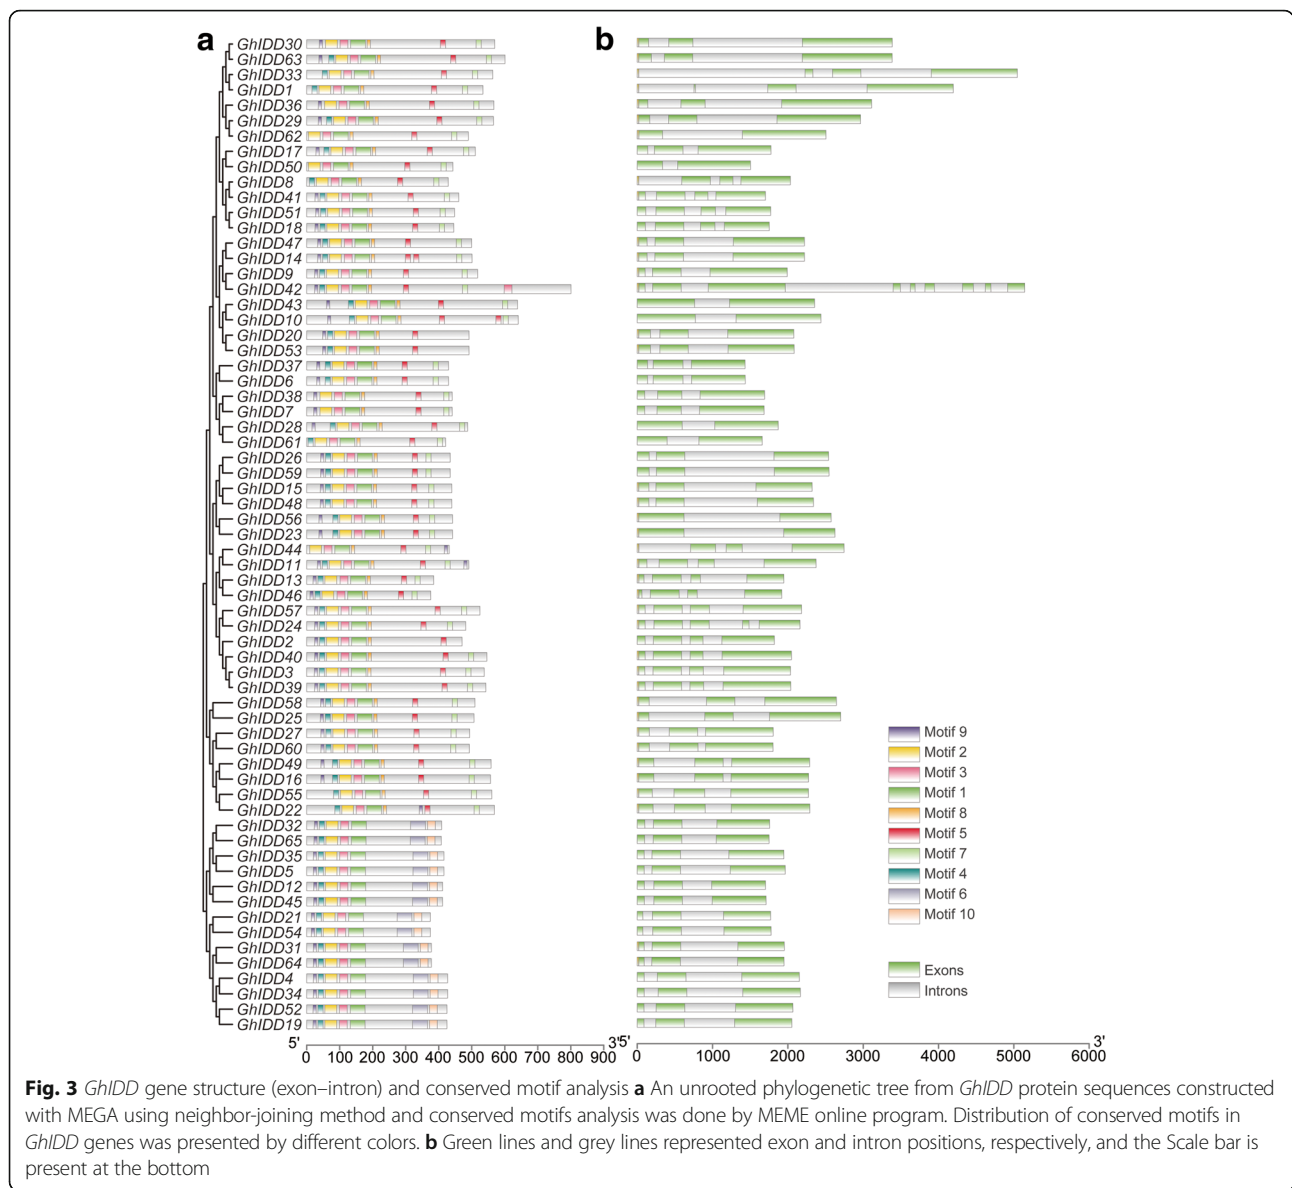 a
b
GhIDD30
GhIDD63
GhIDD33
GhIDD1
GhIDD36
GhIDD29
GhIDD62
GhIDD17
GhIDD50
GhIDD8
GhIDD41
GhIDD51
GhIDD18
GhIDD47
GhIDD14
GhIDD9
GhIDD42
GhIDD43
GhIDD10
GhIDD20
GhIDD53
GhIDD37
GhIDD6
GhIDD38
GhIDD7
GhIDD28
GhIDD61
GhIDD26
GhIDD59
GhIDD15
GhIDD48
GhIDD56
GhIDD23
GhIDD44
GhIDD11
GhIDD13
GhIDD46
GhIDD57
GhIDD24
GhIDD2
GhIDD40
GhIDD3
GhIDD39
GhIDD58
GhIDD25
GhIDD27
GhIDD60
GhIDD49
GhIDD16
GhIDD55
GhIDD22
GhIDD32
GhIDD65
GhIDD35
GhIDD5
GhIDD12
GhIDD45
GhIDD21
GhIDD54
GhIDD31
GhIDD64
GhIDD4
GhIDD34
GhIDD52
GhIDD19
Motif 9
Motif 2
Motif 3
Motif 1
Motif 8
Motif 5
Motif 7
Motif 4
Motif 6
Motif 10
Exons
Introns
5' 3'5' 3'
0 100 200 300 400 500 600 700 800 900 0 1000 2000 3000 4000 5000 6000
Fig. 3 GhIDD gene structure (exon–intron) and conserved motif analysis a An unrooted phylogenetic tree from GhIDD protein sequences constructed
with MEGA using neighbor-joining method and conserved motifs analysis was done by MEME online program. Distribution of conserved motifs in
GhIDD genes was presented by different colors. b Green lines and grey lines represented exon and intron positions, respectively, and the Scale bar is
present at the bottom